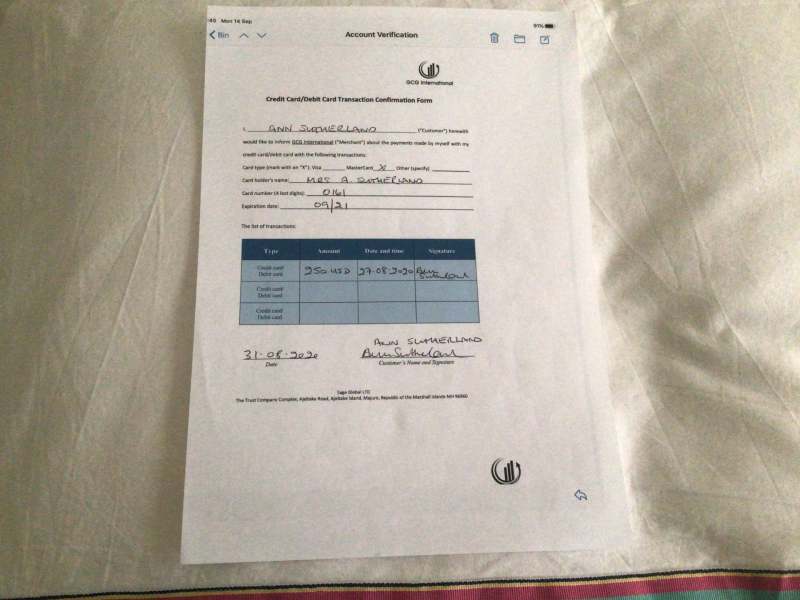 :46 Mon 14 Sep
91%
Bin
Account Verification
GCG International
Credit Card/Debit Card Transaction Confirmation Form
I, ANN SUTHERLAND ("Customer") herewith
would like to inform GCG International ("Merchant") about the payments made by myself with my
credit card/debit card with the following transactions:
Card type (mark with an "X"): Visa MasterCard X Other (specify)
Card holder's name: MRS A. SUTHERLAND
Card number (4 last digits): 0161
Expiration date: 09/21
The list of transactions:
Type Amount Date and time Signature
Credit card
Debit card 250 USD 27.08.2020 Ann Sutherland
Credit card
Debit card
Credit card
Debit card
ANN SUTHERLAND
31.08.2020 Ann Sutherland
Date Customer's Name and Signature
Sage Global LTD
The Trust Company Complex, Ajeltake Road, Ajeltake Island, Majuro, Republic of the Marshall Islands MH 96960